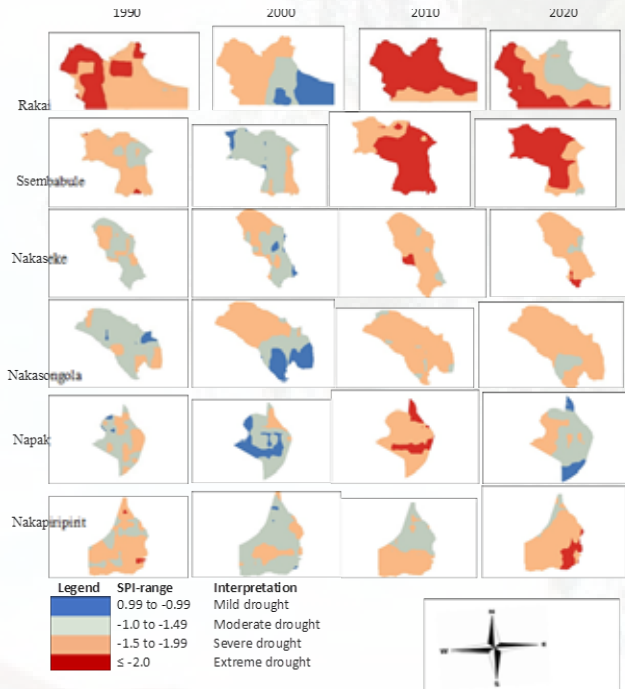 1990 2000 2010 2020
Rakai
Ssembabule
Nakaseke
Nakasongola
Napak
Nakapiripirit
Legend SPI-range Interpretation
0.99 to -0.99 Mild drought
-1.0 to -1.49 Moderate drought
-1.5 to -1.99 Severe drought
≤ -2.0 Extreme drought
N
W E
S